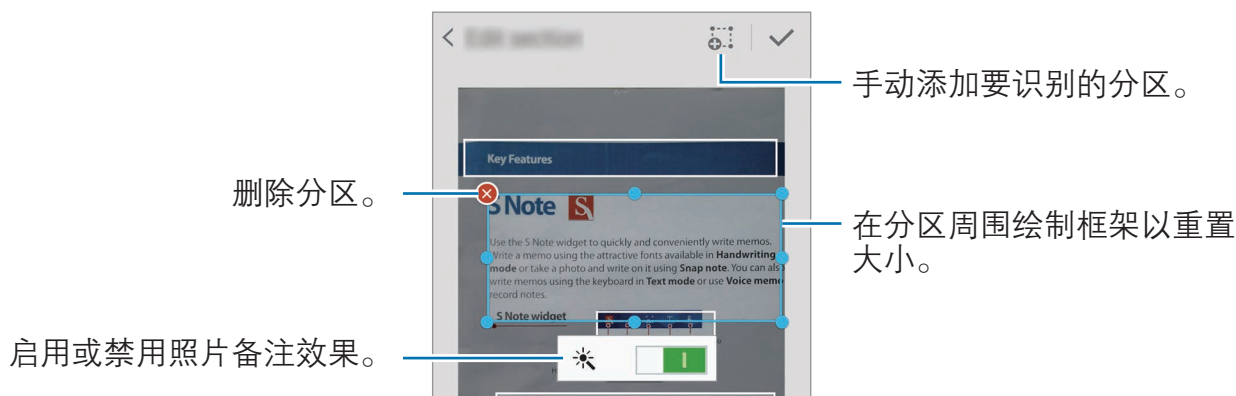 手动添加要识别的分区。
Key Features
删除分区。
S Note
在分区周围绘制框架以重置
大小。
Use the S Note widget to quickly and conveniently write memos.
Write a memo using the attractive fonts available in Handwriting
mode or take a photo and write on it using Snap note. You can also
write memos using the keyboard in Text mode or use Voice memo
record notes.
S Note widget
启用或禁用照片备注效果。